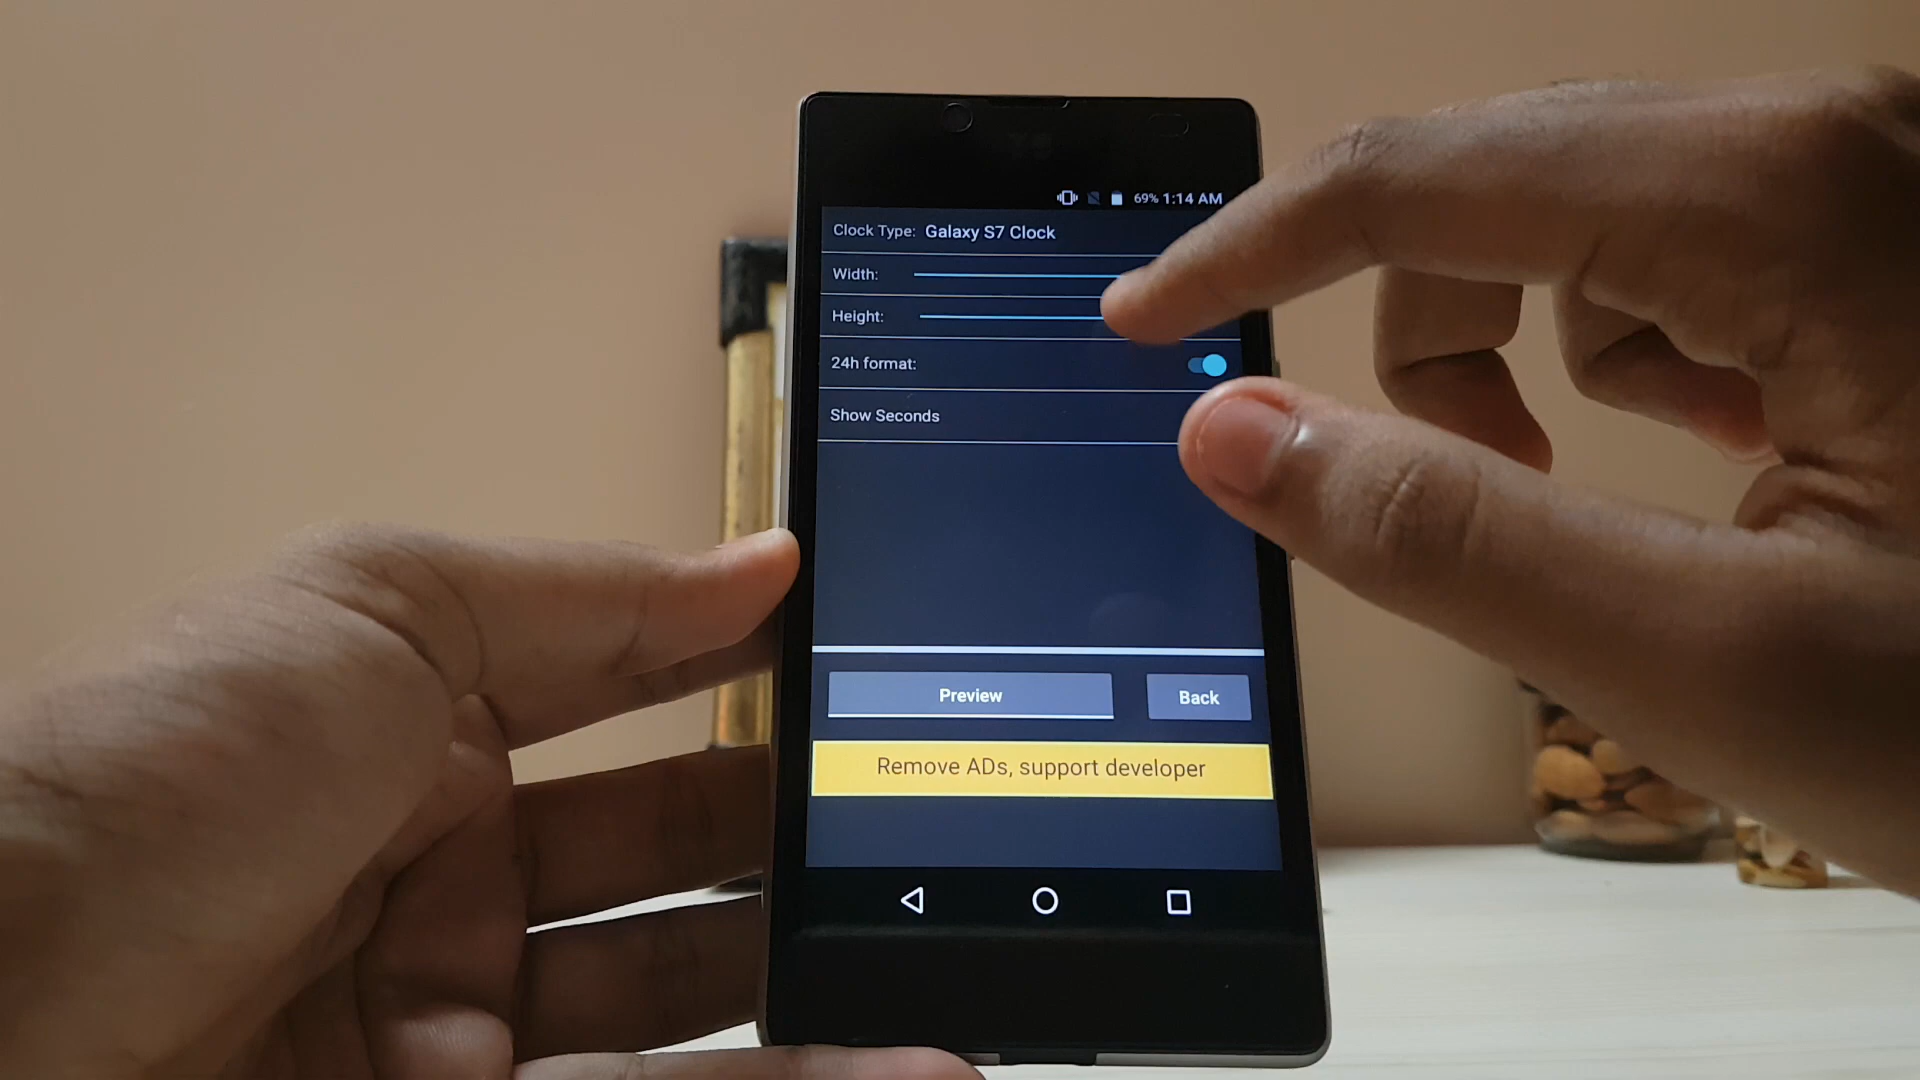 69% 1:14 AM
Clock Type: Galaxy S7 Clock
Width:
Height:
24h format:
Show Seconds
Preview
Back
Remove ADs, support developer